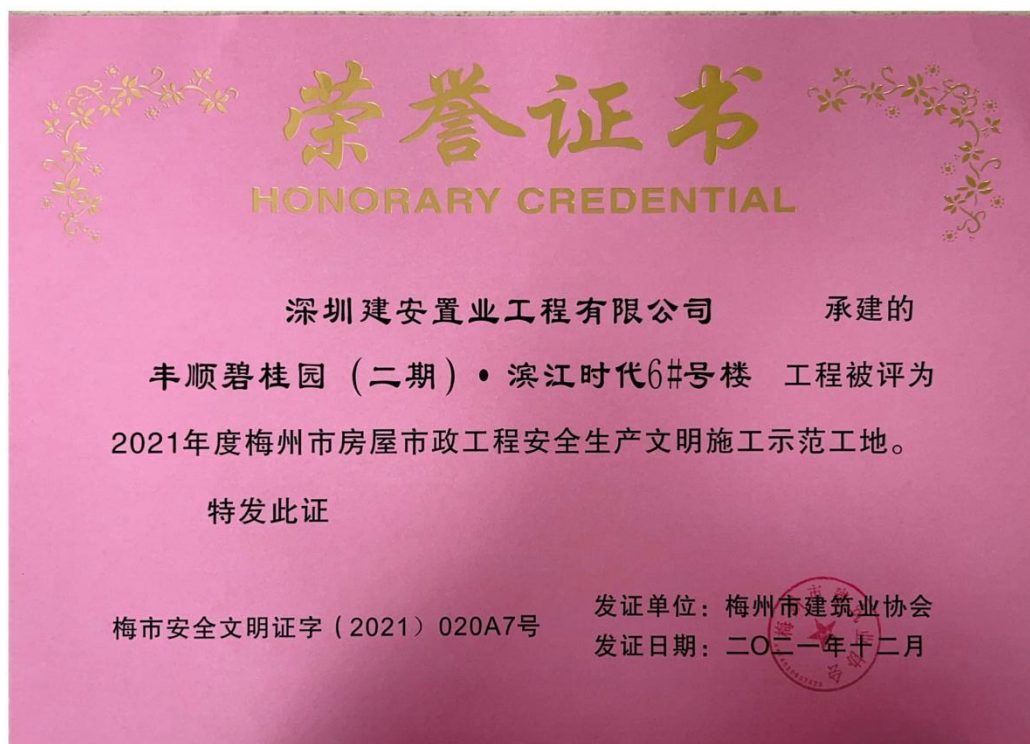 荣誉证书
HONORARY CREDENTIAL
深圳建安置业工程有限公司 承建的
丰顺碧桂园（二期）·滨江时代6#号楼 工程被评为
2021年度梅州市房屋市政工程安全生产文明施工示范工地。
特发此证
梅市安全文明证字（2021）020A7号
发证单位：梅州市建筑业协会
发证日期：二〇二一年十二月